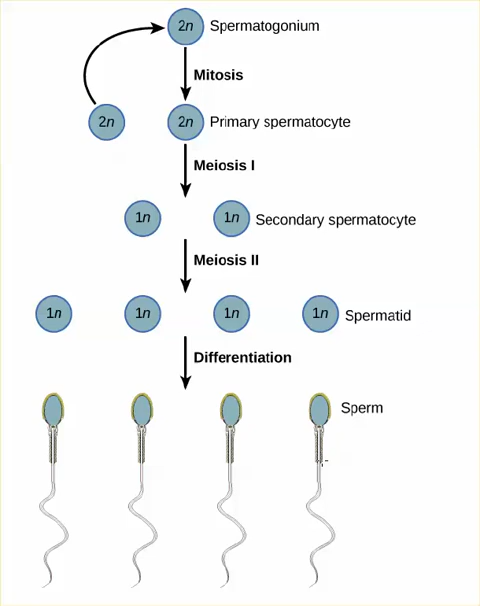 2n Spermatogonium
Mitosis
2n 2n Primary spermatocyte
Meiosis I
1n 1n Secondary spermatocyte
Meiosis II
1n 1n 1n 1n Spermatid
Differentiation
Sperm